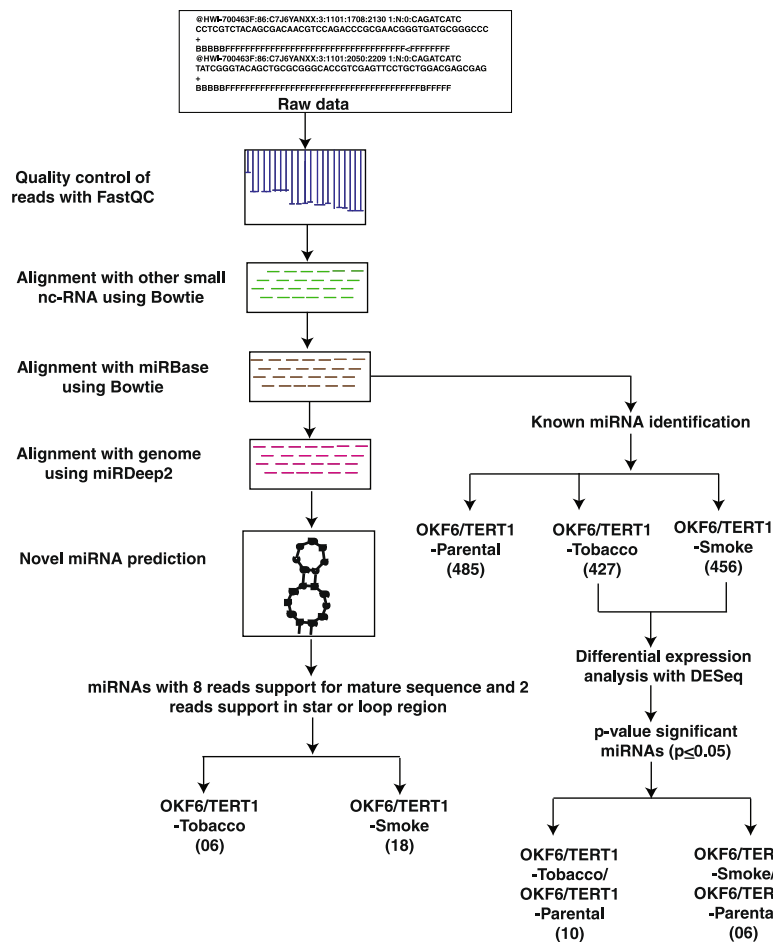 @HWI-700463F:86:C7J6YANXX:3:1101:1708:2130 1:N:0:CAGATCATC
CCTCGTCTACAGCGACAACGTCCAGACCCGCGAACGGGTGATGCGGGCCC
+
BBBBBFFFFFFFFFFFFFFFFFFFFFFFFFFFFFFFFFFFF<FFFFFFFF
@HWI-700463F:86:C7J6YANXX:3:1101:2050:2209 1:N:0:CAGATCATC
TATCGGGTACAGCTGCGCGGGCACCGTCGAGTTCCTGCTGGACGAGCGAG
+
BBBBBFFFFFFFFFFFFFFFFFFFFFFFFFFFFFFFFFFFFFFFBFFFFF
Raw data
Quality control of
reads with FastQC
Alignment with other small
nc-RNA using Bowtie
Alignment with miRBase
using Bowtie
Alignment with genome
using miRDeep2
Novel miRNA prediction
miRNAs with 8 reads support for mature sequence and 2
reads support in star or loop region
OKF6/TERT1
-Tobacco
(06)
OKF6/TERT1
-Smoke
(18)
Known miRNA identification
OKF6/TERT1
-Parental
(485)
OKF6/TERT1
-Tobacco
(427)
OKF6/TERT1
-Smoke
(456)
Differential expression
analysis with DESeq
p-value significant
miRNAs (p≤0.05)
OKF6/TERT1
-Tobacco/
OKF6/TERT1
-Parental
(10)
OKF6/TER
-Smoke/
OKF6/TER
-Parenta
(06)